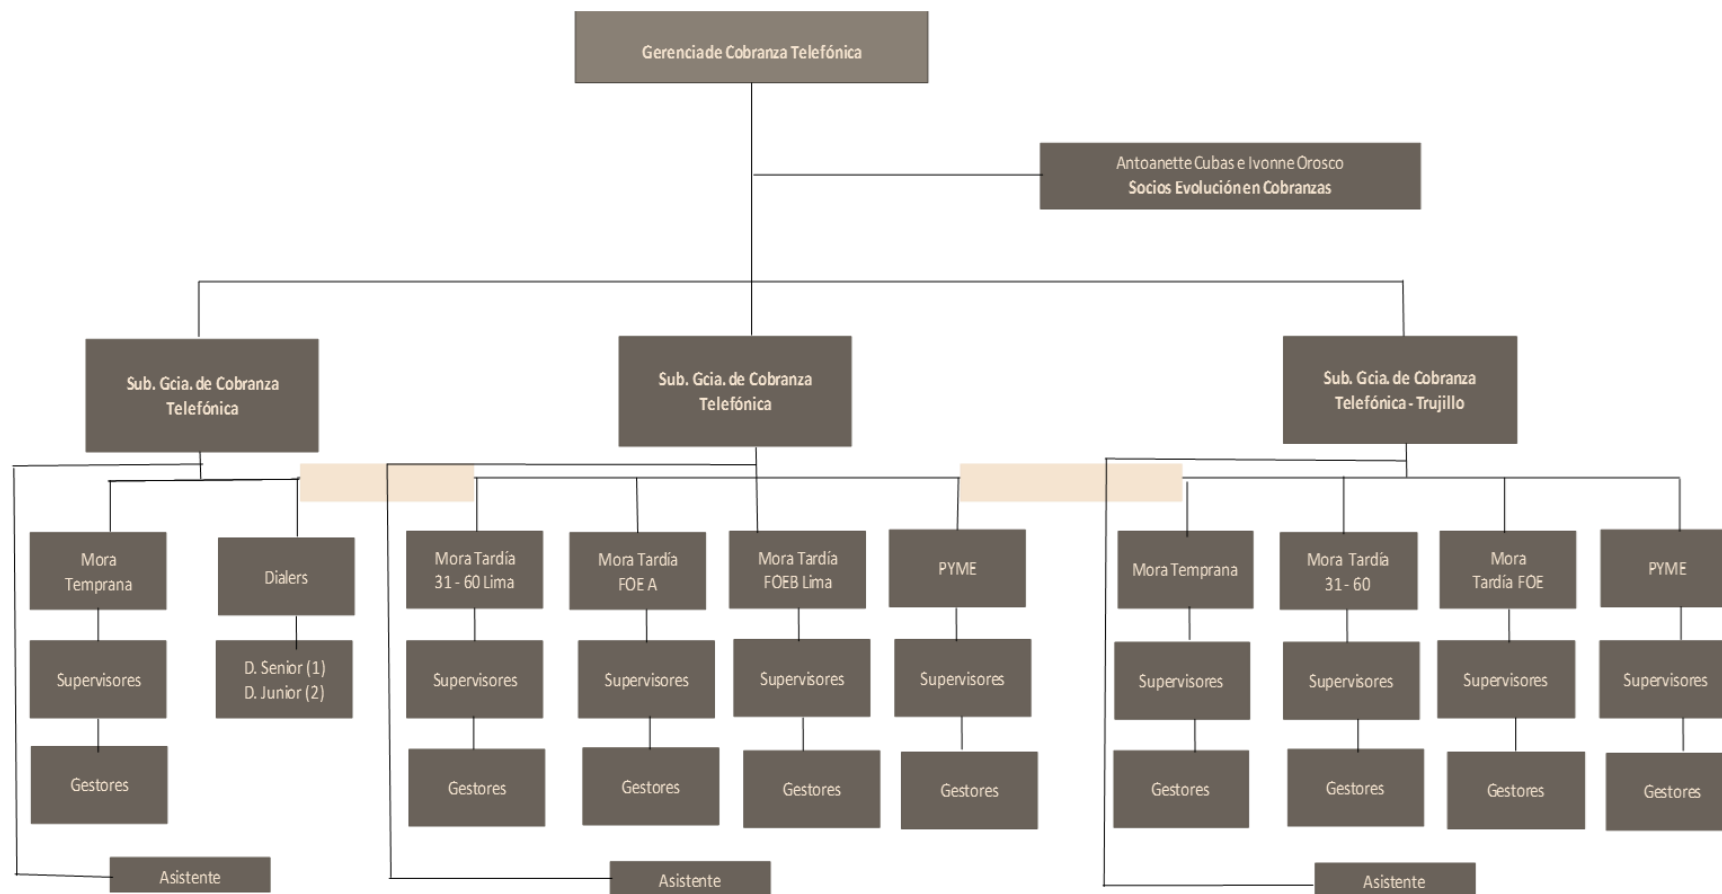 Gerencia de Cobranza Telefónica
Antoanette Cubas e Ivonne Orosco
Socios Evolución en Cobranzas
Sub. Gcia. de Cobranza
Telefónica
Sub. Gcia. de Cobranza
Telefónica
Sub. Gcia. de Cobranza
Telefónica - Trujillo
Mora
Temprana
Dialers
Mora Tardía
31 - 60 Lima
Mora Tardía
FOE A
Mora Tardía
FOEB Lima
PYME
Mora Temprana
Mora Tardía
31 - 60
Mora
Tardía FOE
PYME
Supervisores
D. Senior (1)
D. Junior (2)
Supervisores
Supervisores
Supervisores
Supervisores
Supervisores
Supervisores
Supervisores
Supervisores
Gestores
Gestores
Gestores
Gestores
Gestores
Gestores
Gestores
Gestores
Gestores
Asistente
Asistente
Asistente